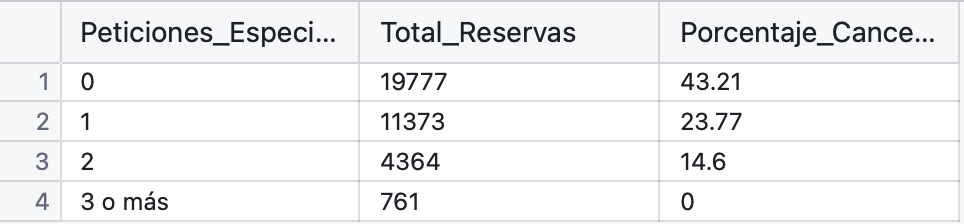 Peticiones_Especi... Total_Reservas Porcentaje_Cance...
1 0 19777 43.21
2 1 11373 23.77
3 2 4364 14.6
4 3 o más 761 0